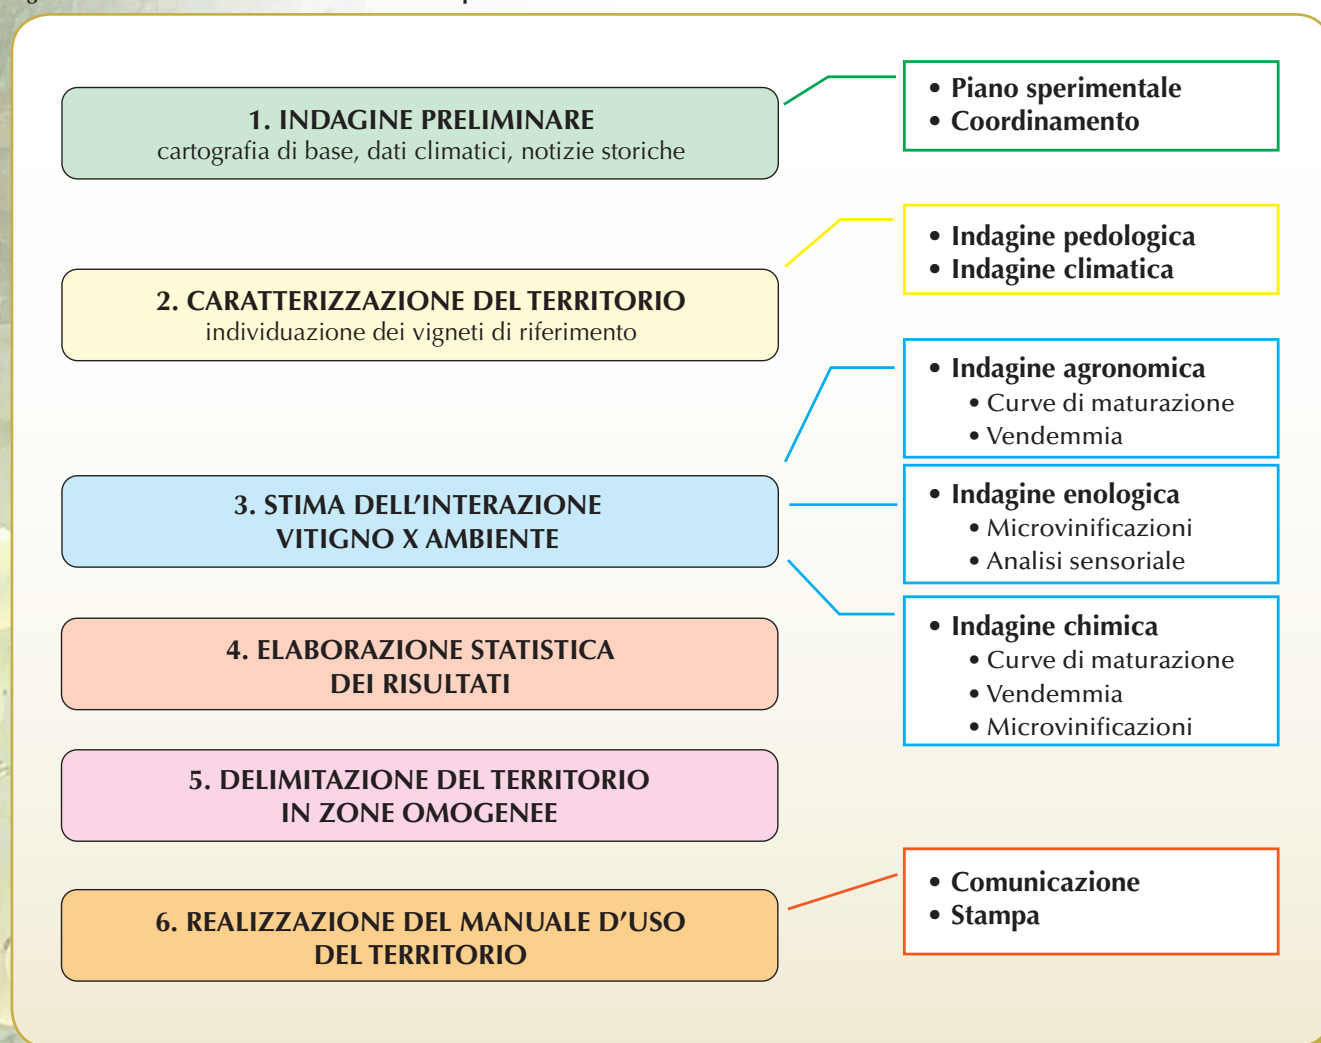 1. INDAGINE PRELIMINARE
cartografia di base, dati climatici, notizie storiche
• Piano sperimentale
• Coordinamento
2. CARATTERIZZAZIONE DEL TERRITORIO
individuazione dei vigneti di riferimento
• Indagine pedologica
• Indagine climatica
3. STIMA DELL’INTERAZIONE
VITIGNO X AMBIENTE
• Indagine agronomica
• Curve di maturazione
• Vendemmia
• Indagine enologica
• Microvinificazioni
• Analisi sensoriale
• Indagine chimica
• Curve di maturazione
• Vendemmia
• Microvinificazioni
4. ELABORAZIONE STATISTICA
DEI RISULTATI
5. DELIMITAZIONE DEL TERRITORIO
IN ZONE OMOGENEE
6. REALIZZAZIONE DEL MANUALE D’USO
DEL TERRITORIO
• Comunicazione
• Stampa